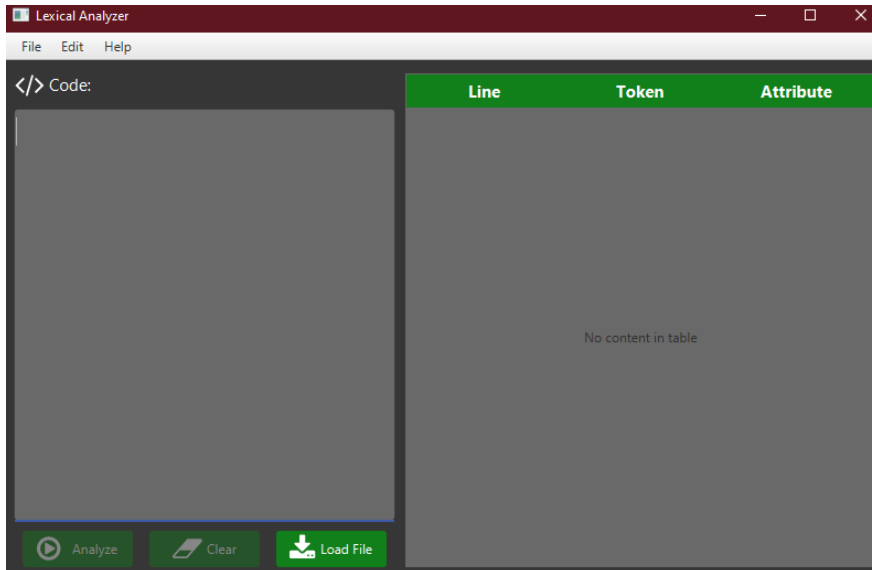 Lexical Analyzer
File Edit Help
</> Code:
Line Token Attribute
No content in table
Analyze Clear Load File